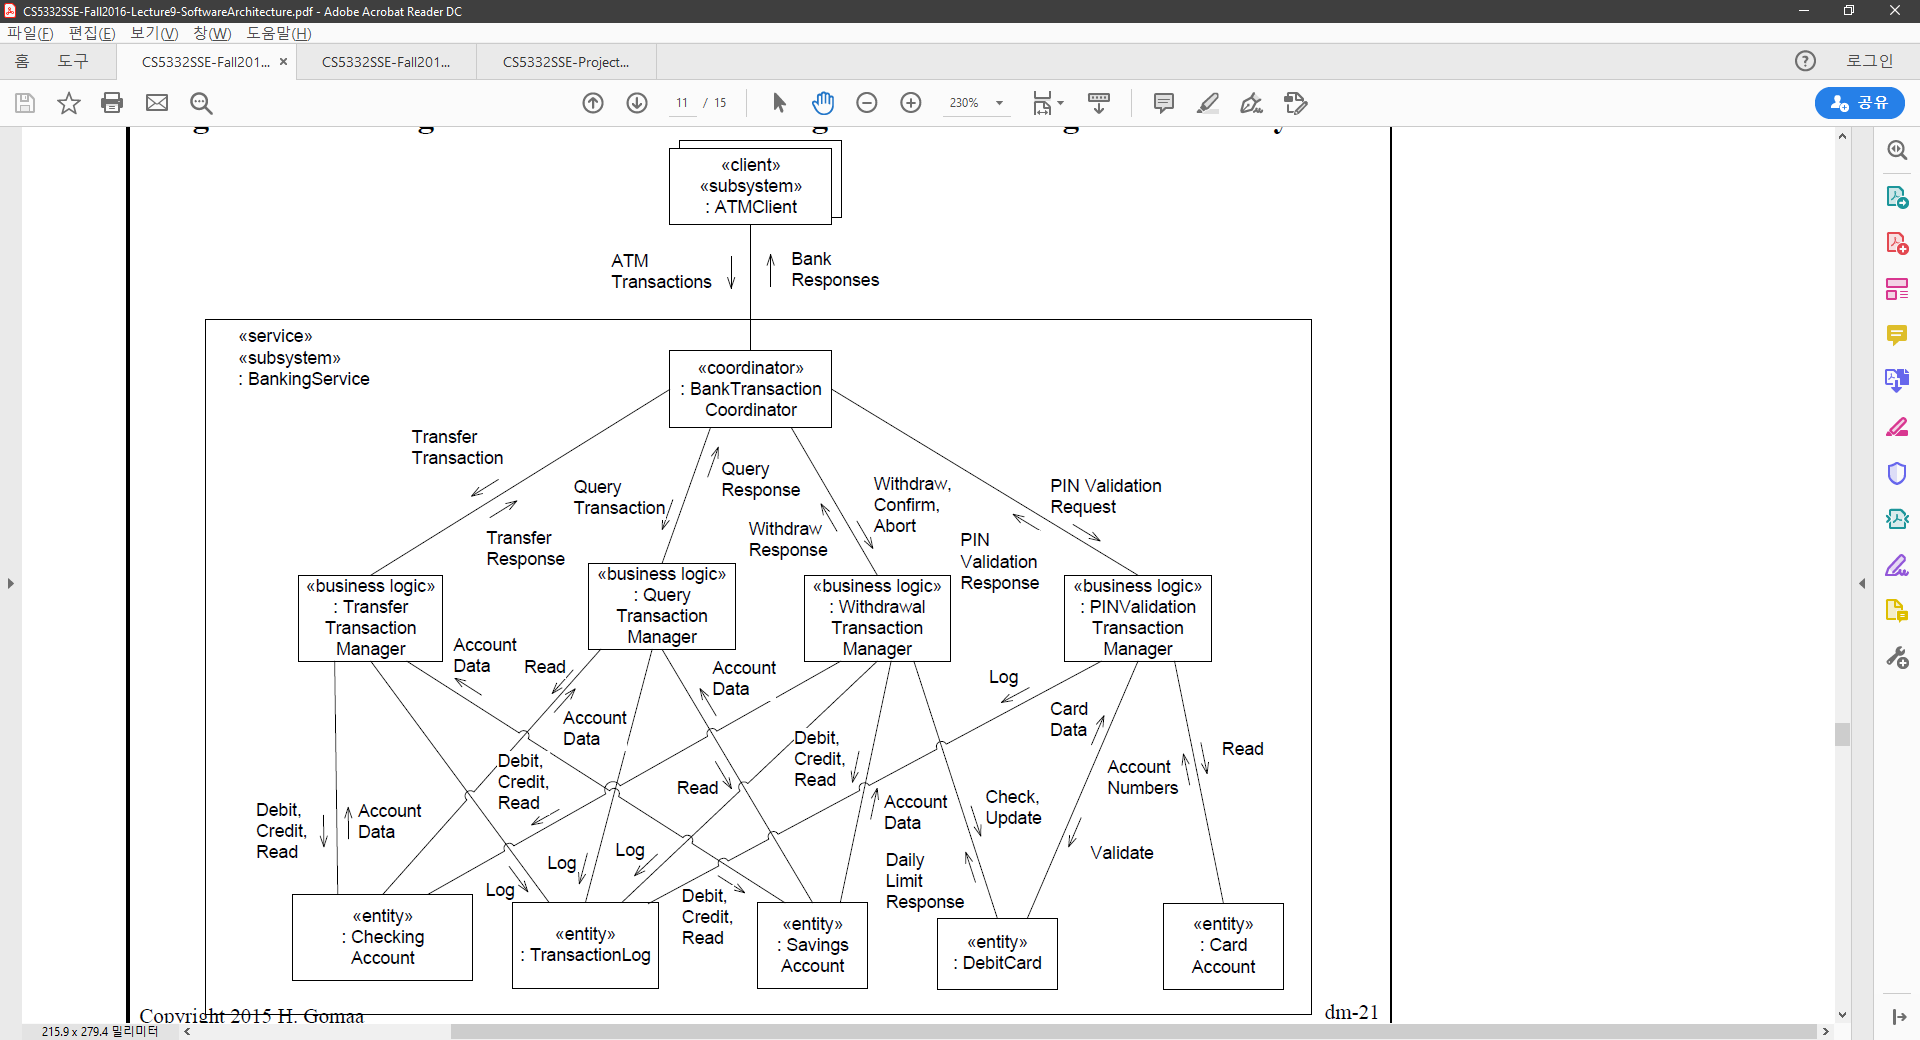 CS5332SSE-Fall2016-Lecture9-SoftwareArchitecture.pdf - Adobe Acrobat Reader DC
파일(F) 편집(E) 보기(V) 창(W) 도움말(H)
홈 도구 CS5332SSE-Fall201... × CS5332SSE-Fall201... CS5332SSE-Project... 로그인
11 / 15 230% 공유
«client»
«subsystem»
: ATMClient
ATM
Transactions
Bank
Responses
«service»
«subsystem»
: BankingService
«coordinator»
: BankTransaction
Coordinator
Transfer
Transaction
Transfer
Response
Query
Transaction
Query
Response
Withdraw
Response
Withdraw,
Confirm,
Abort
PIN
Validation
Response
PIN Validation
Request
«business logic»
: Transfer
Transaction
Manager
«business logic»
: Query
Transaction
Manager
«business logic»
: Withdrawal
Transaction
Manager
«business logic»
: PINValidation
Transaction
Manager
Account
Data
Read
Account
Data
Account
Data
Log
Card
Data
Read
Debit,
Credit,
Read
Debit,
Credit,
Read
Read
Account
Numbers
Debit,
Credit,
Read
Account
Data
Account
Data
Check,
Update
Validate
Log
Log
Log
Daily
Limit
Response
Debit,
Credit,
Read
«entity»
: Checking
Account
«entity»
: TransactionLog
«entity»
: Savings
Account
«entity»
: DebitCard
«entity»
: Card
Account
Copyright 2015 H. Gomaa
dm-21
215.9 x 279.4 밀리미터